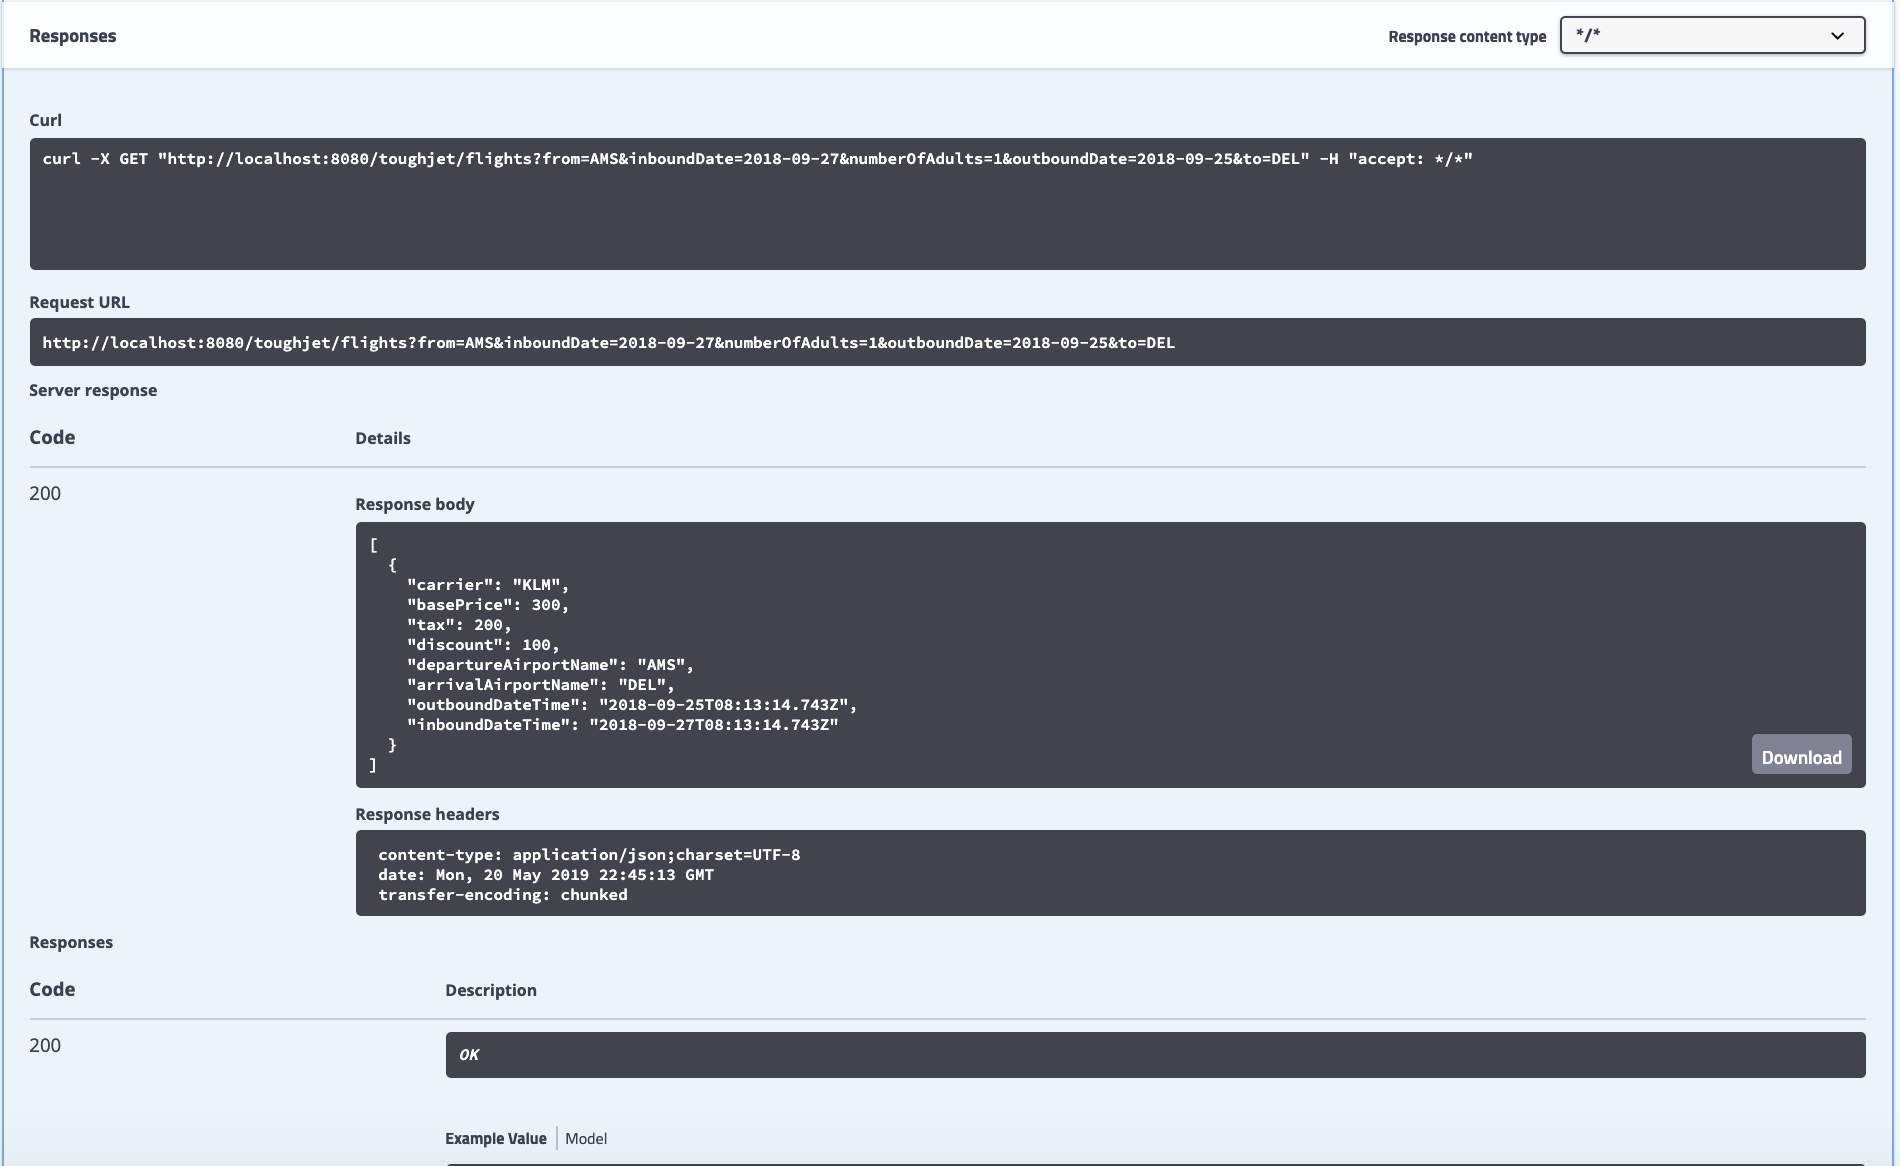 Responses
Response content type */*
Curl
curl -X GET "http://localhost:8080/toughjet/flights?from=AMS&inboundDate=2018-09-27&numberOfAdults=1&outboundDate=2018-09-25&to=DEL" -H "accept: */*"
Request URL
http://localhost:8080/toughjet/flights?from=AMS&inboundDate=2018-09-27&numberOfAdults=1&outboundDate=2018-09-25&to=DEL
Server response
Code Details
200
Response body
[
  {
    "carrier": "KLM",
    "basePrice": 300,
    "tax": 200,
    "discount": 100,
    "departureAirportName": "AMS",
    "arrivalAirportName": "DEL",
    "outboundDateTime": "2018-09-25T08:13:14.743Z",
    "inboundDateTime": "2018-09-27T08:13:14.743Z"
  }
]
Download
Response headers
content-type: application/json;charset=UTF-8
date: Mon, 20 May 2019 22:45:13 GMT
transfer-encoding: chunked
Responses
Code Description
200
OK
Example Value Model